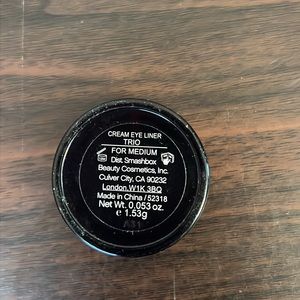 CREAM EYE LINER
TRIO
FOR MEDIUM
Dist. Smashbox
Beauty Cosmetics, Inc.
Culver City, CA 90232
London, W1K 3BQ
Made in China / 52318
Net Wt. 0.053 oz.
℮ 1.53g
A31